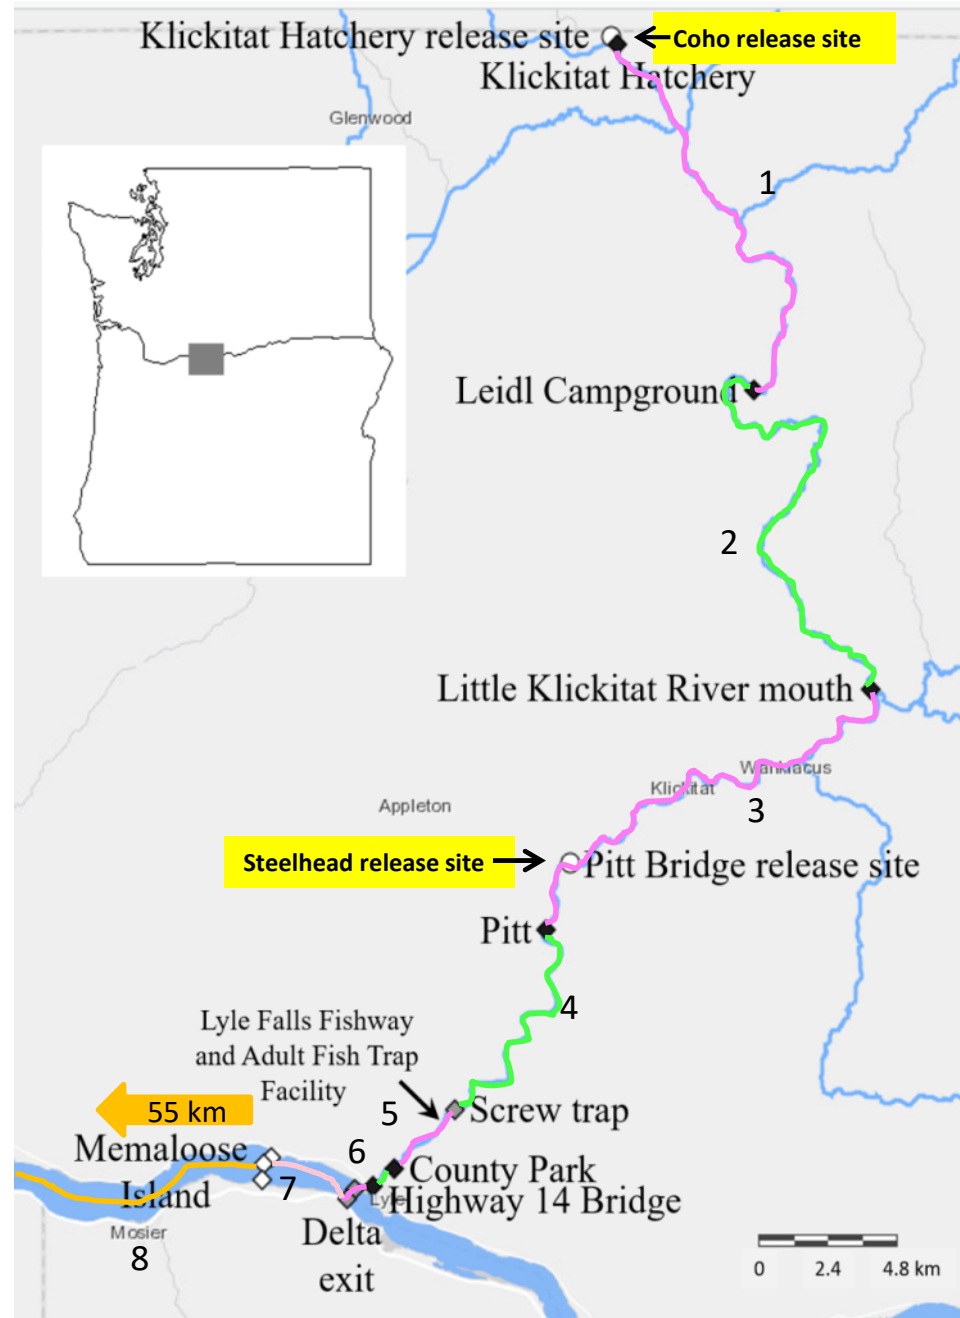 Klickitat Hatchery release site
Coho release site
Klickitat Hatchery
Glenwood
1
Leidl Campground
2
Little Klickitat River mouth
Wahkiacus
Klickitat
3
Appleton
Steelhead release site
Pitt Bridge release site
Pitt
4
Lyle Falls Fishway
and Adult Fish Trap
Facility
55 km
5
Screw trap
6
Memaloose
Island
County Park
7
Lyle
Highway 14 Bridge
Mosier
8
Delta
exit
0 2.4 4.8 km